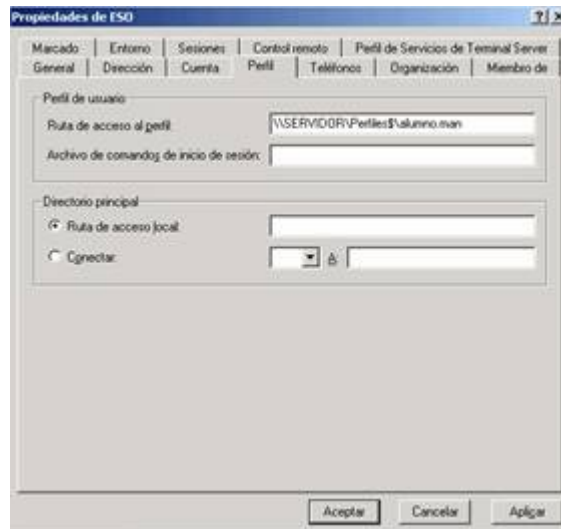 Propiedades de ESO
Marcado Entorno Sesiones Control remoto Perfil de Servicios de Terminal Server
General Dirección Cuenta Perfil Teléfonos Organización Miembro de
Perfil de usuario
Ruta de acceso al perfil: \\SERVIDOR\Perfiles$\alumno.man
Archivo de comandos de inicio de sesión:
Directorio principal
Ruta de acceso local:
Conectar: A:
Aceptar Cancelar Aplicar